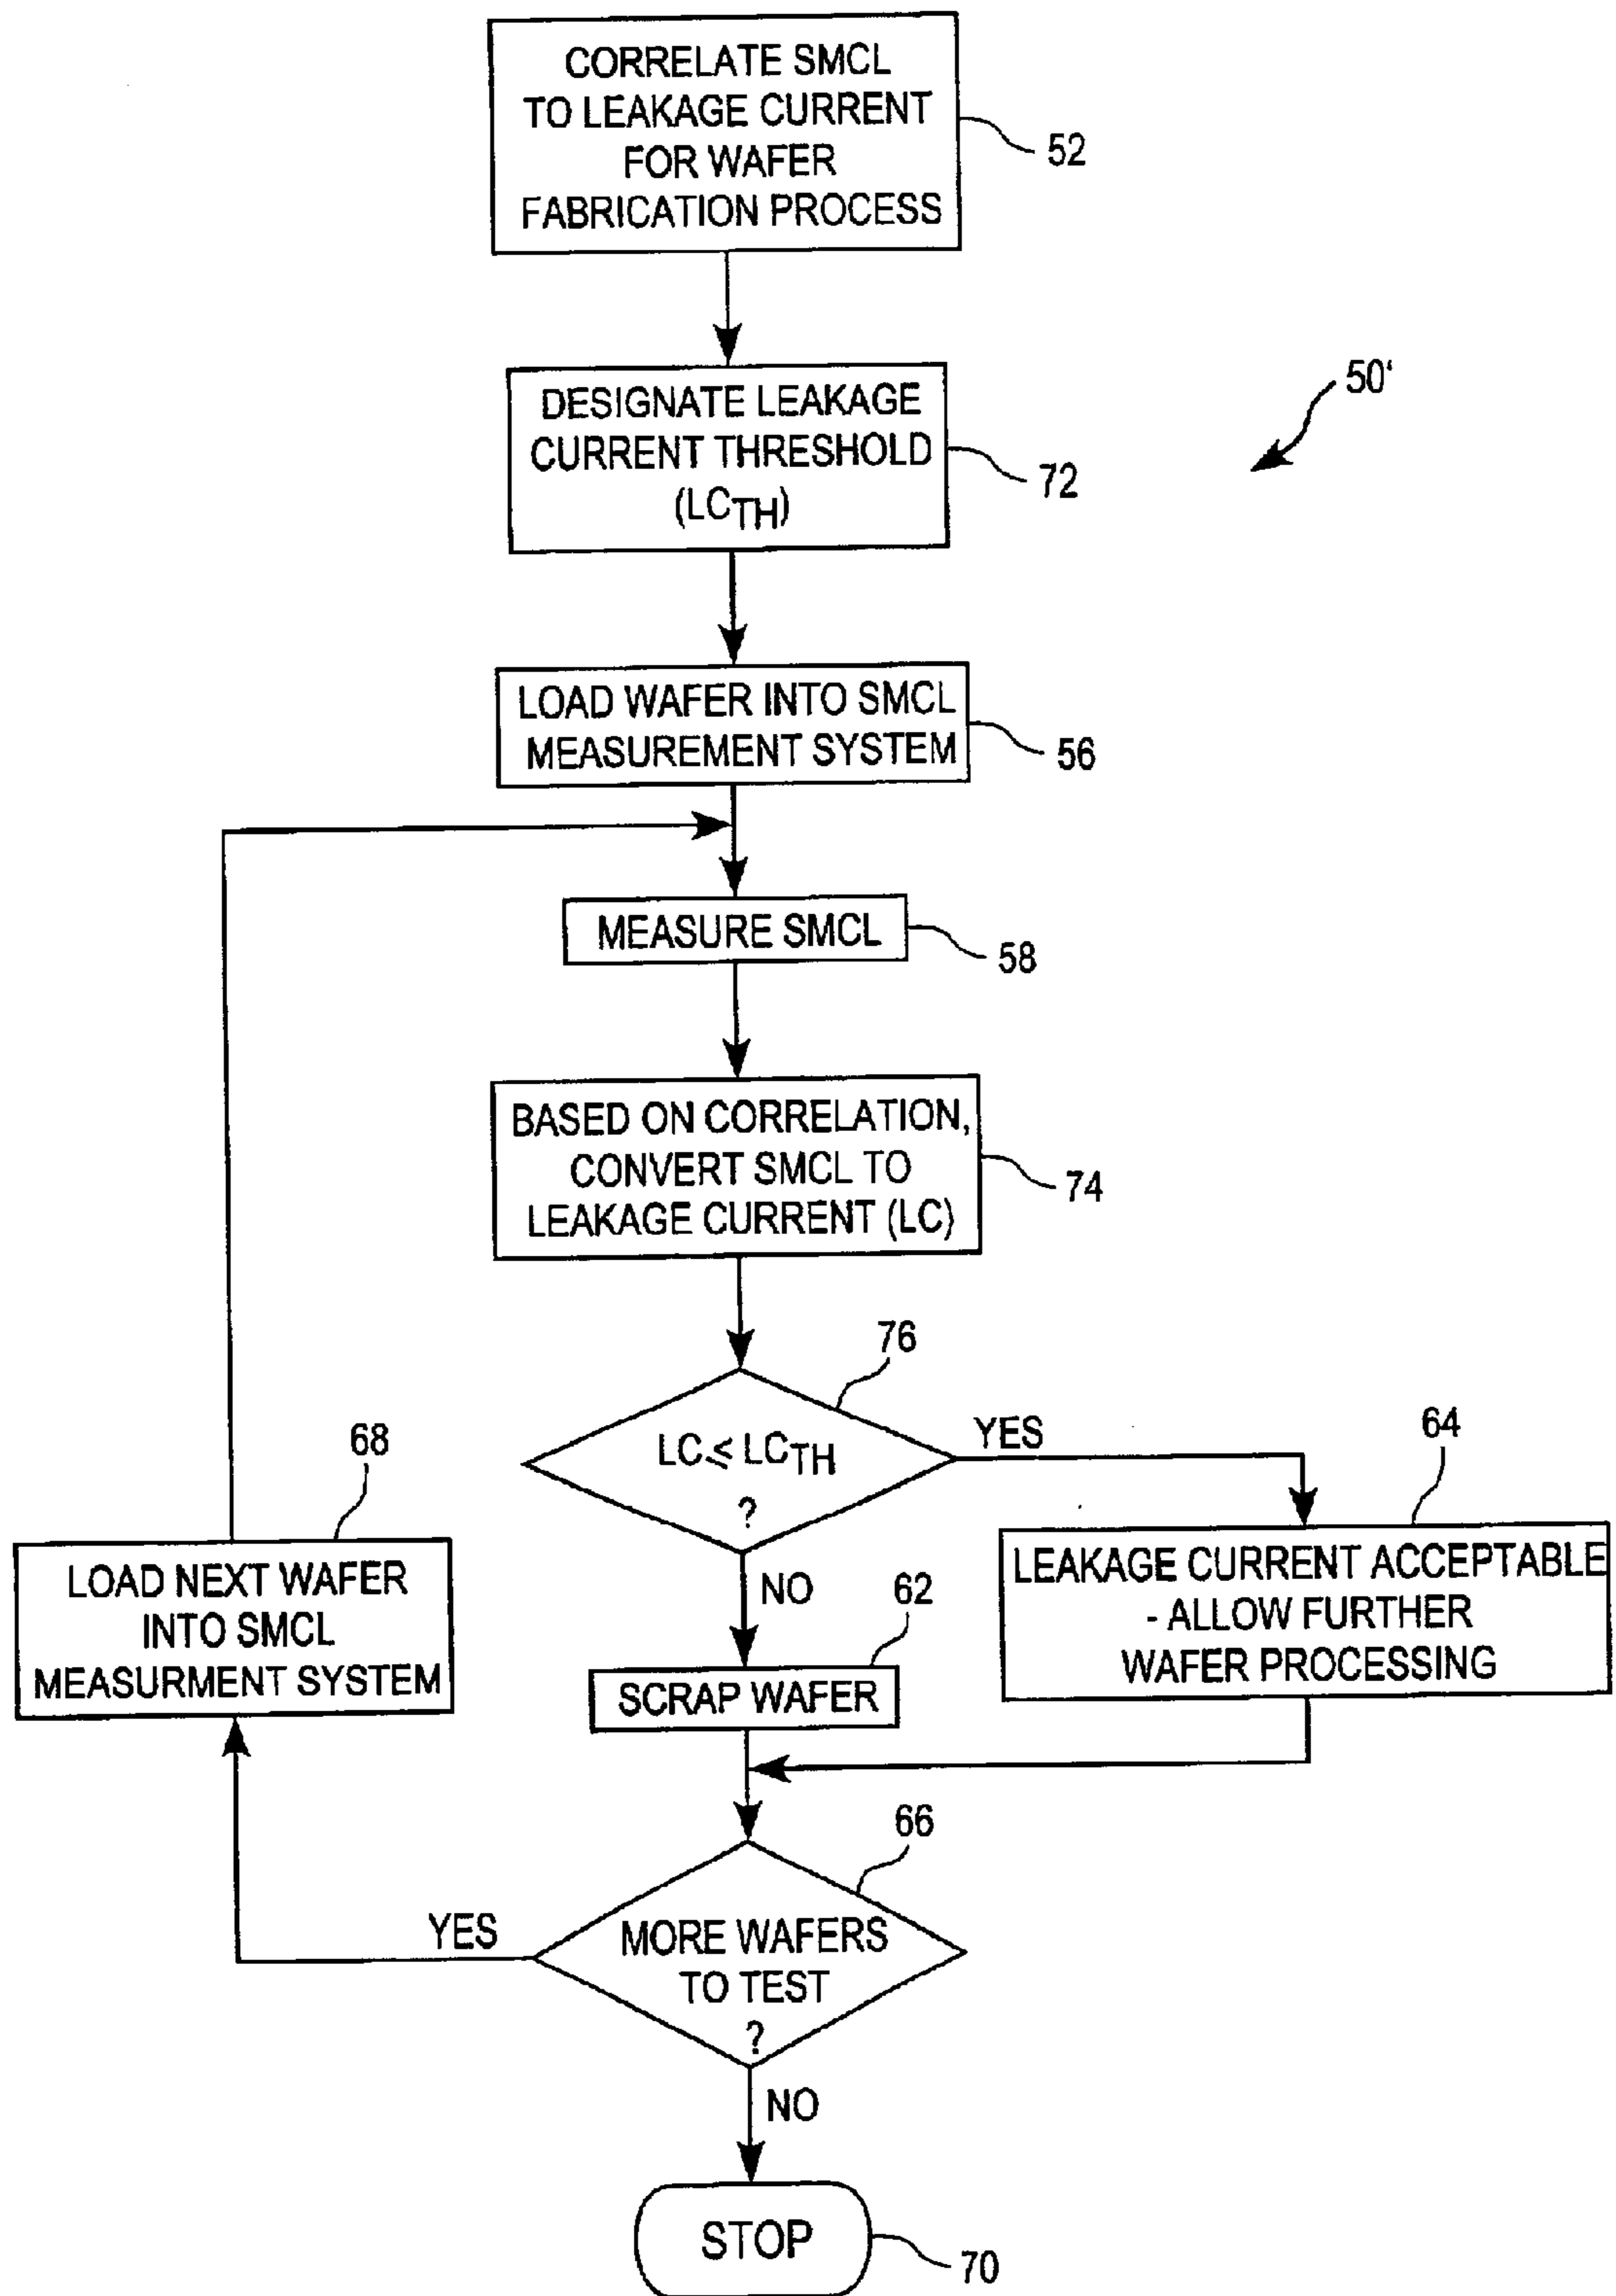 CORRELATE SMCL
TO LEAKAGE CURRENT
FOR WAFER
FABRICATION PROCESS
52
DESIGNATE LEAKAGE
CURRENT THRESHOLD
(LCTH)
72
50'
LOAD WAFER INTO SMCL
MEASUREMENT SYSTEM
56
MEASURE SMCL
58
BASED ON CORRELATION,
CONVERT SMCL TO
LEAKAGE CURRENT (LC)
74
76
LC ≤ LCTH
?
YES
NO
64
LEAKAGE CURRENT ACCEPTABLE
- ALLOW FURTHER
WAFER PROCESSING
68
LOAD NEXT WAFER
INTO SMCL
MEASURMENT SYSTEM
62
SCRAP WAFER
66
MORE WAFERS
TO TEST
?
YES
NO
STOP
70